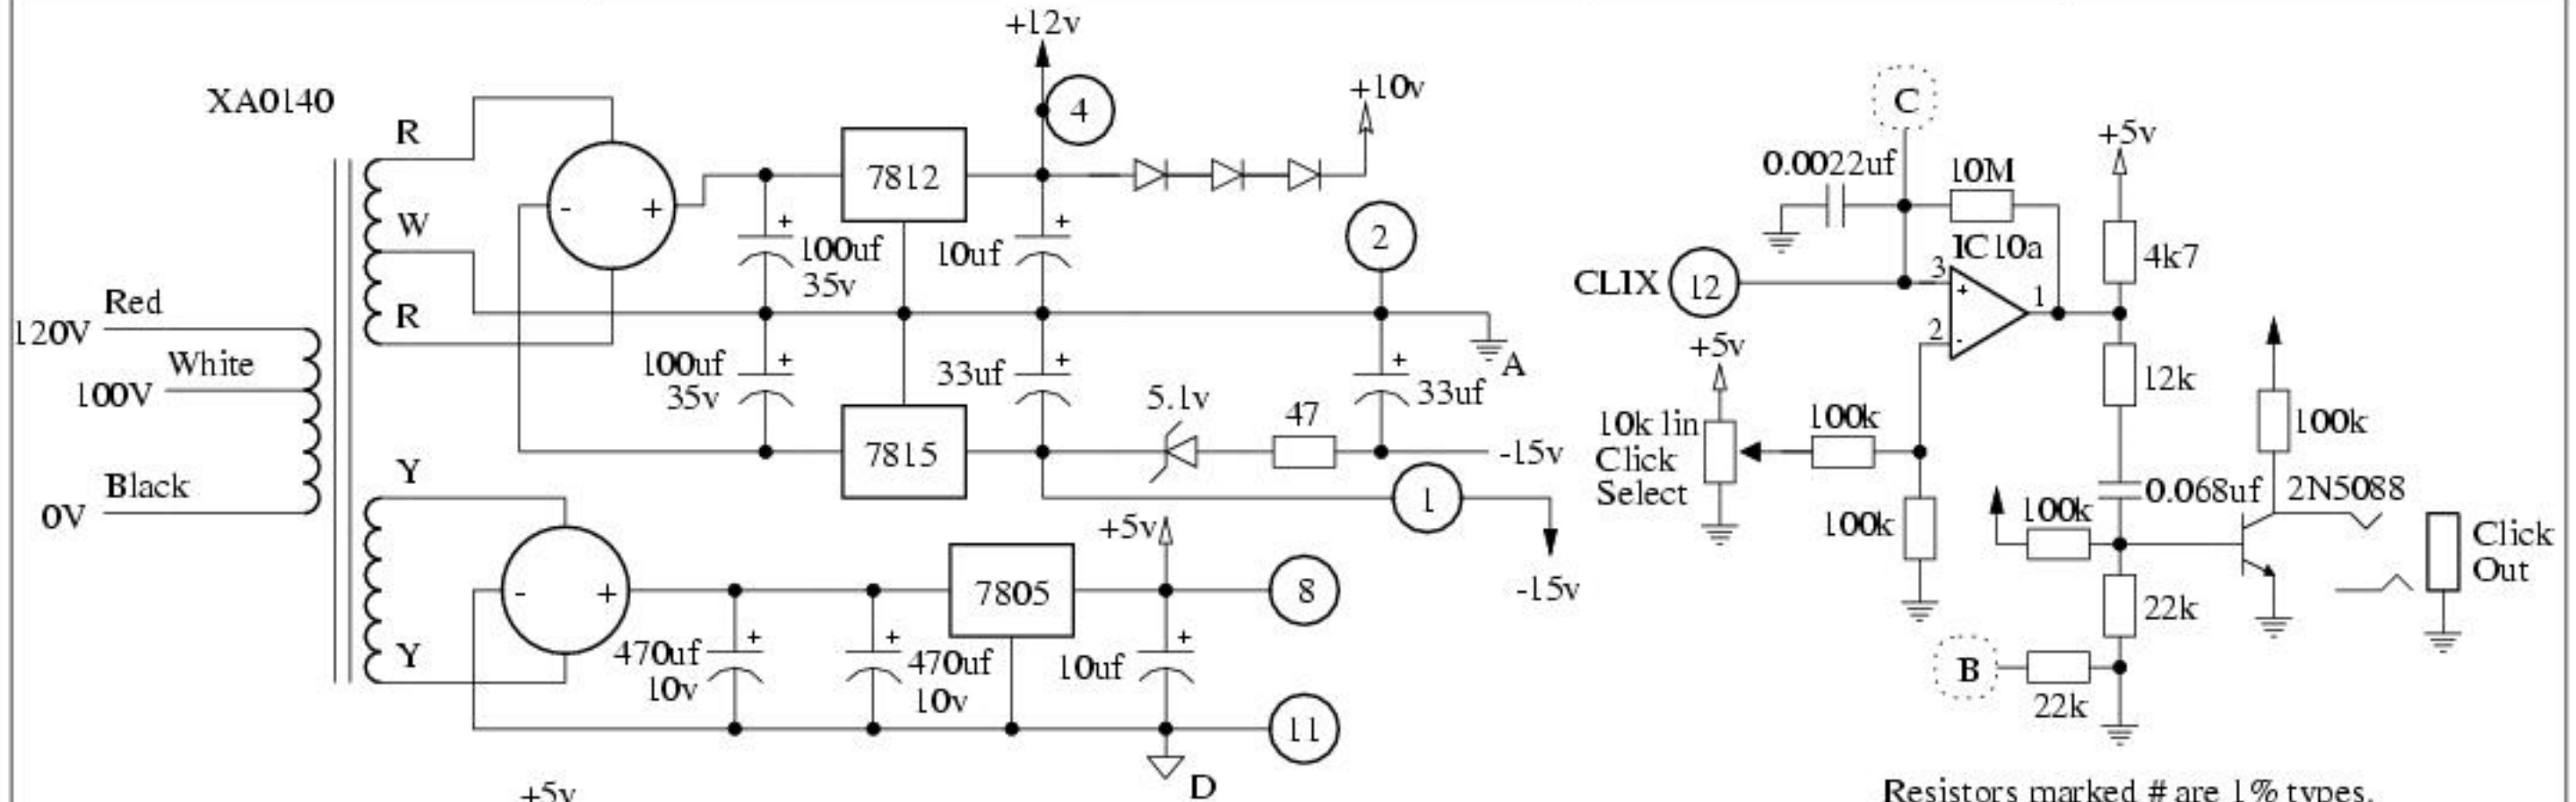 XA0140
R
W
R
Red
120V
White
100V
Black
0V
Y
Y
-
+
+12v
4
+10v
7812
+
100uf
35v
10uf
+
2
A
100uf
35v
+
33uf
+
7815
5.1v
47
+
33uf
-15v
1
-15v
-
+
+5v
7805
8
470uf
10v
+
+
470uf
10v
10uf
+
11
D
+5v
C
0.0022uf
10M
IC10a
CLIX
12
3
+
2
-
1
+5v
4k7
12k
+5v
10k lin
Click
Select
100k
100k
0.068uf
100k
100k
2N5088
Click
Out
22k
B
22k
Resistors marked # are 1% types.